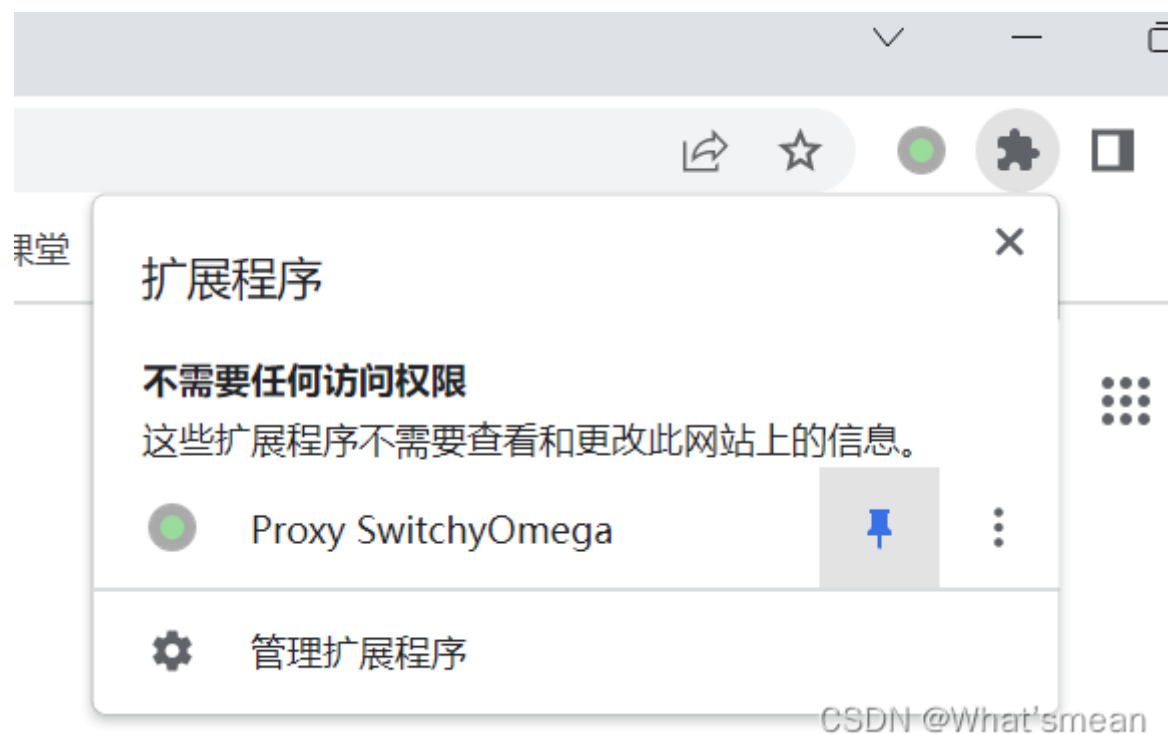 课堂
扩展程序
不需要任何访问权限
这些扩展程序不需要查看和更改此网站上的信息。
Proxy SwitchyOmega
管理扩展程序
CSDN @What'smean